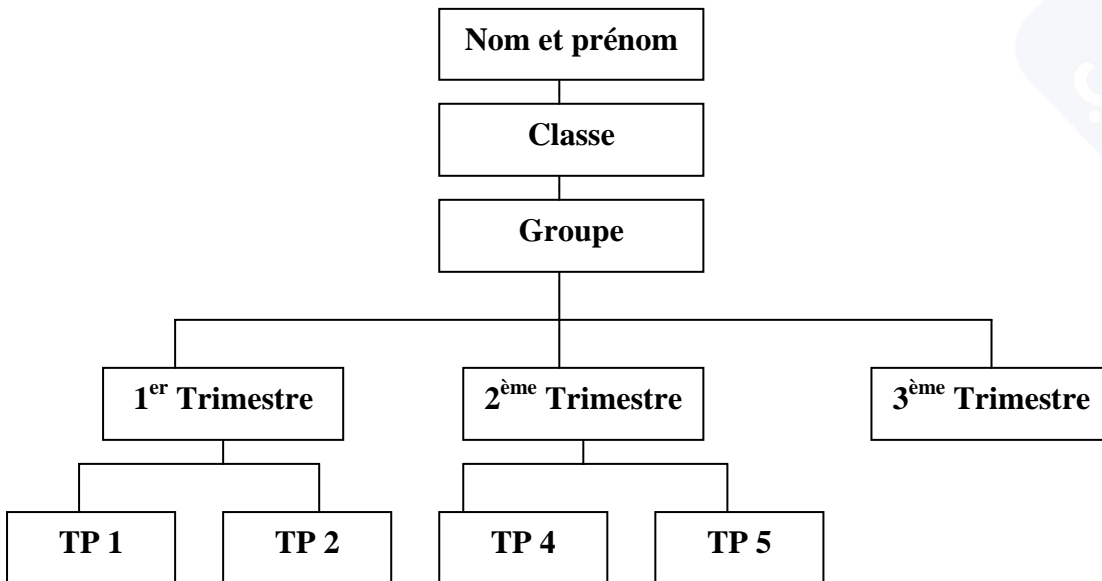 Nom et prénom
Classe
Groupe
1er Trimestre
2ème Trimestre
3ème Trimestre
TP 1
TP 2
TP 4
TP 5